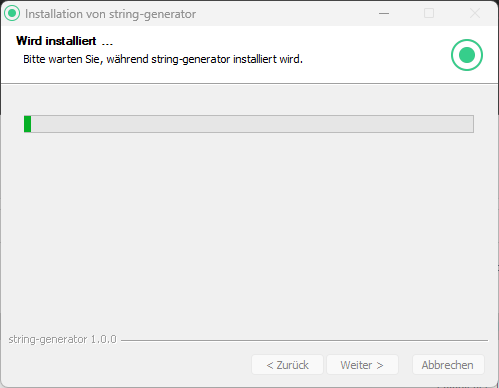 Installation von string-generator
Wird installiert …
Bitte warten Sie, während string-generator installiert wird.
string-generator 1.0.0
< Zurück
Weiter >
Abbrechen